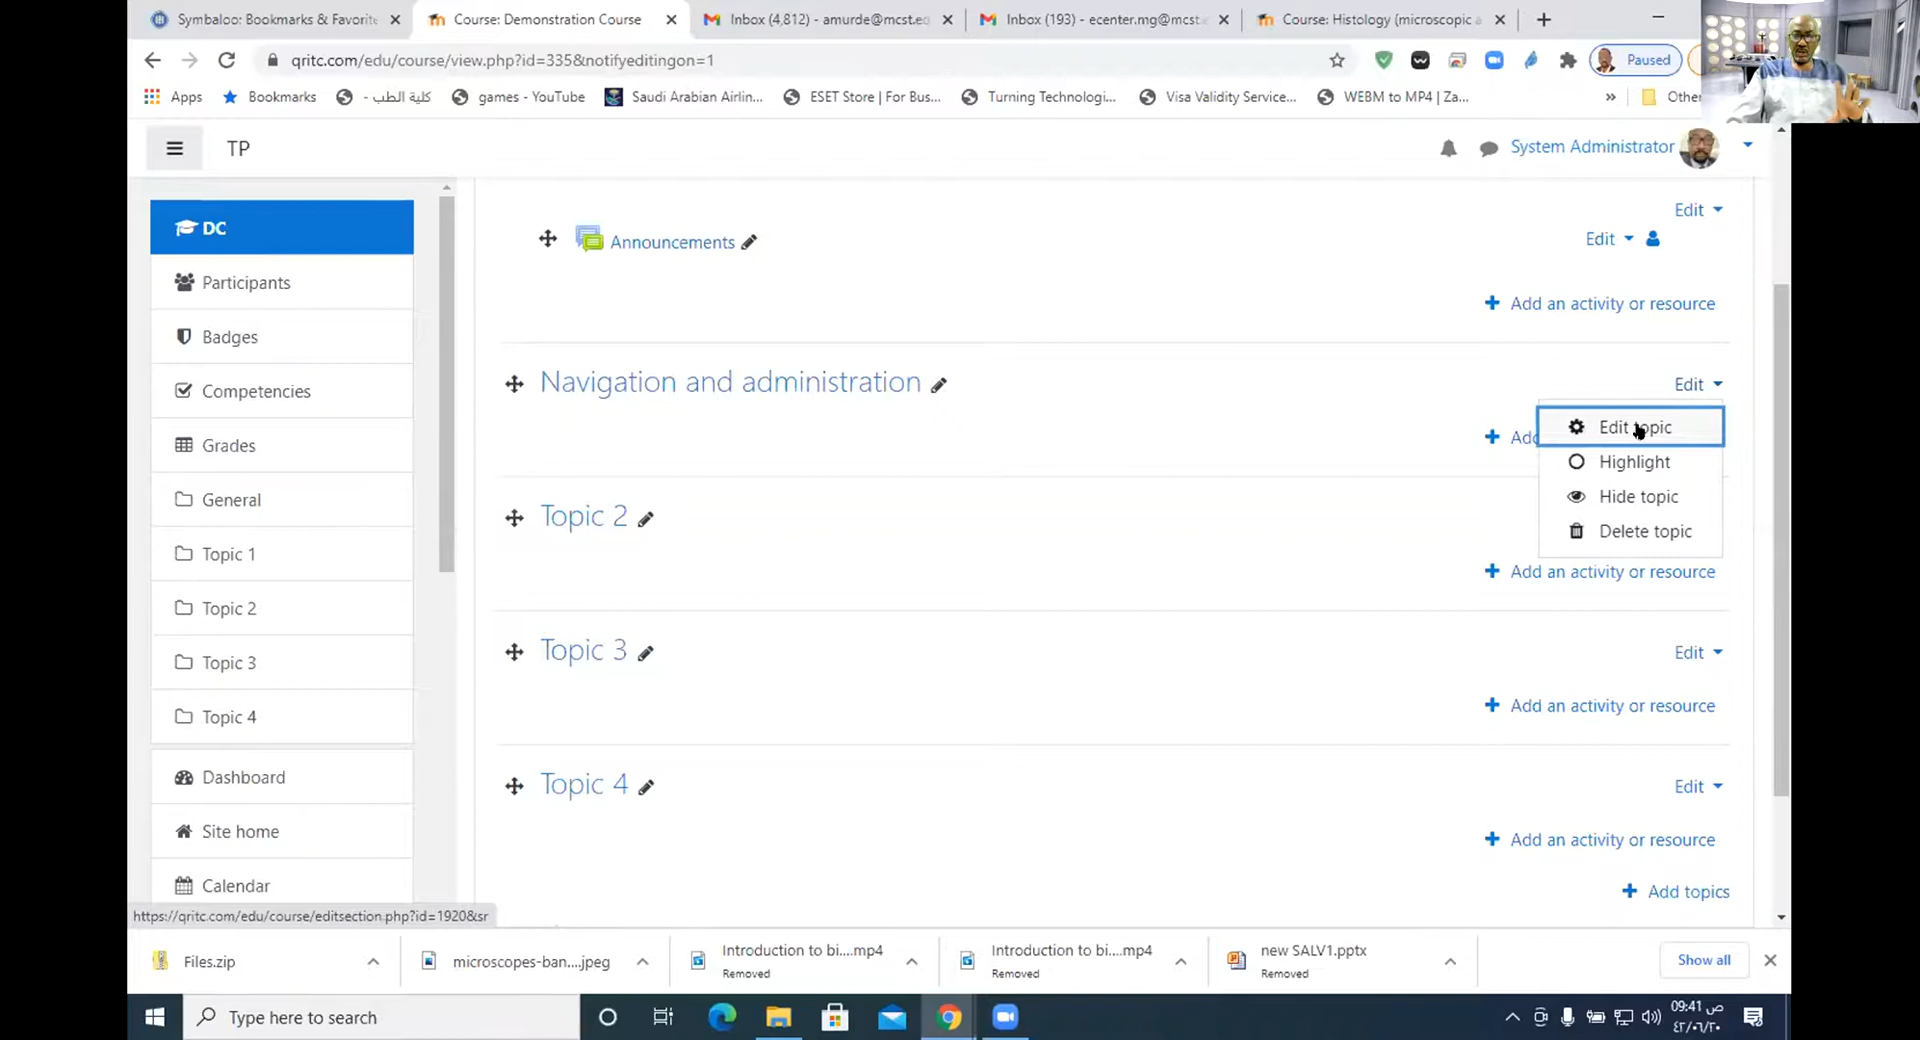 Symbaloo: Bookmarks & Favorite
Course: Demonstration Course
Inbox (4,812) - amurde@mcst.ed
Inbox (193) - ecenter.mg@mcst.e
Course: Histology (microscopic a
qritc.com/edu/course/view.php?id=335&notifyeditingon=1
Paused
Apps
Bookmarks
كلية الطب -
games - YouTube
Saudi Arabian Airlin...
ESET Store | For Bus...
Turning Technologi...
Visa Validity Service...
WEBM to MP4 | Za...
»
Other
TP
System Administrator
DC
Participants
Badges
Competencies
Grades
General
Topic 1
Topic 2
Topic 3
Topic 4
Dashboard
Site home
Calendar
Edit
Announcements
Edit
Add an activity or resource
Navigation and administration
Edit
Edit topic
Highlight
Hide topic
Delete topic
Topic 2
Add an activity or resource
Topic 3
Edit
Add an activity or resource
Topic 4
Edit
Add an activity or resource
Add topics
https://qritc.com/edu/course/editsection.php?id=1920&sr
Files.zip
microscopes-ban....jpeg
Introduction to bi....mp4
Removed
Introduction to bi....mp4
Removed
new SALV1.pptx
Removed
Show all
Type here to search
09:41 ص
٤٢/٠٦/٢٠